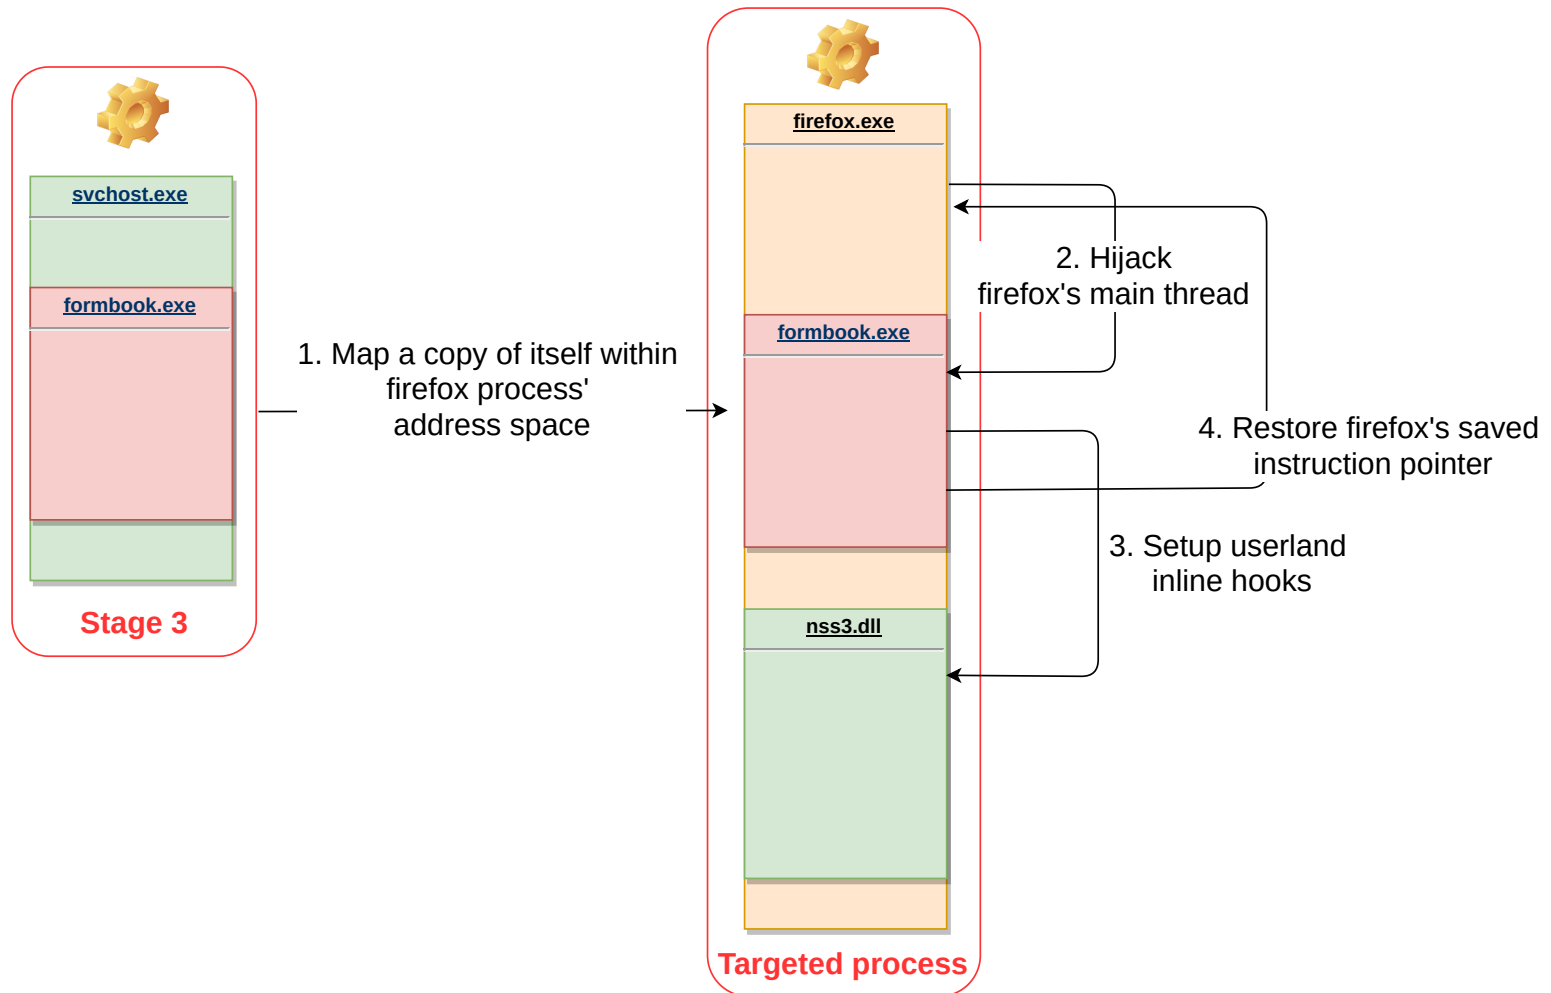 svchost.exe
formbook.exe
Stage 3
1. Map a copy of itself within
firefox process'
address space
firefox.exe
formbook.exe
nss3.dll
Targeted process
2. Hijack
firefox's main thread
4. Restore firefox's saved
instruction pointer
3. Setup userland
inline hooks